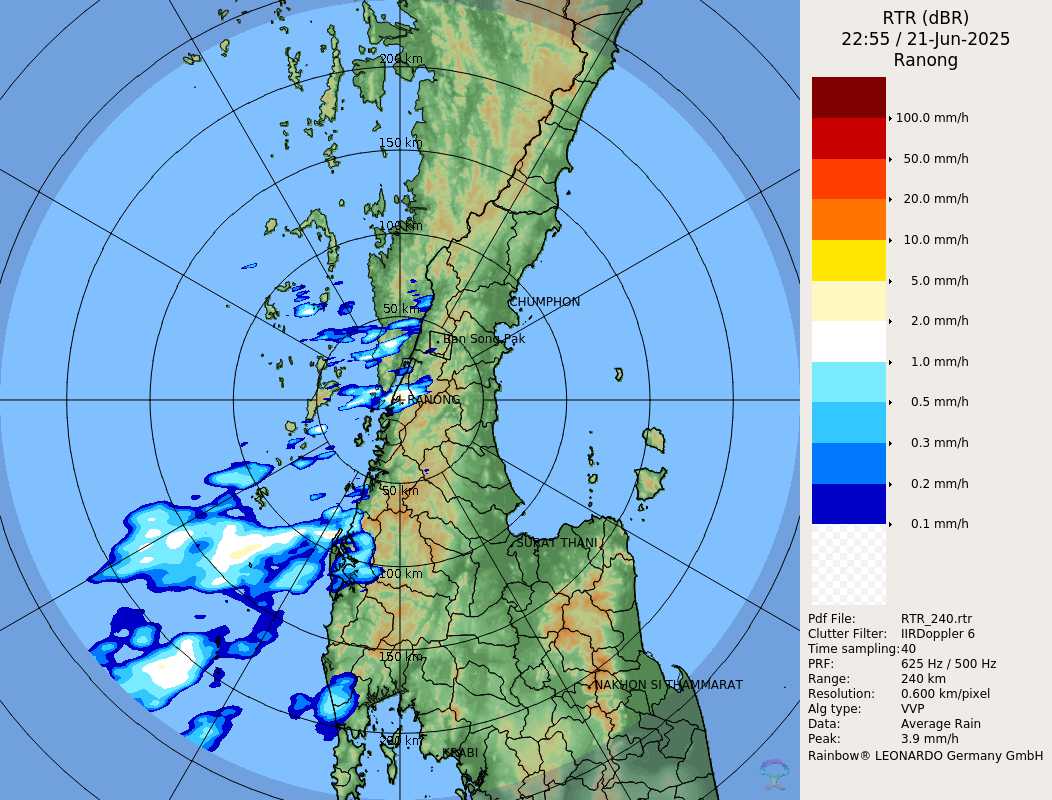 RTR (dBR)
22:55 / 21-Jun-2025
Ranong
100.0 mm/h
50.0 mm/h
20.0 mm/h
10.0 mm/h
5.0 mm/h
2.0 mm/h
1.0 mm/h
0.5 mm/h
0.3 mm/h
0.2 mm/h
0.1 mm/h
Pdf File: RTR_240.rtr
Clutter Filter: IIRDoppler 6
Time sampling:40
PRF: 625 Hz / 500 Hz
Range: 240 km
Resolution: 0.600 km/pixel
Alg type: VVP
Data: Average Rain
Peak: 3.9 mm/h
Rainbow® LEONARDO Germany GmbH
200 km
150 km
100 km
CHUMPHON
50 km
Ban Song Pak
RANONG
50 km
SURAT THANI
100 km
150 km
NAKHON SI THAMMARAT
200 km
KRABI